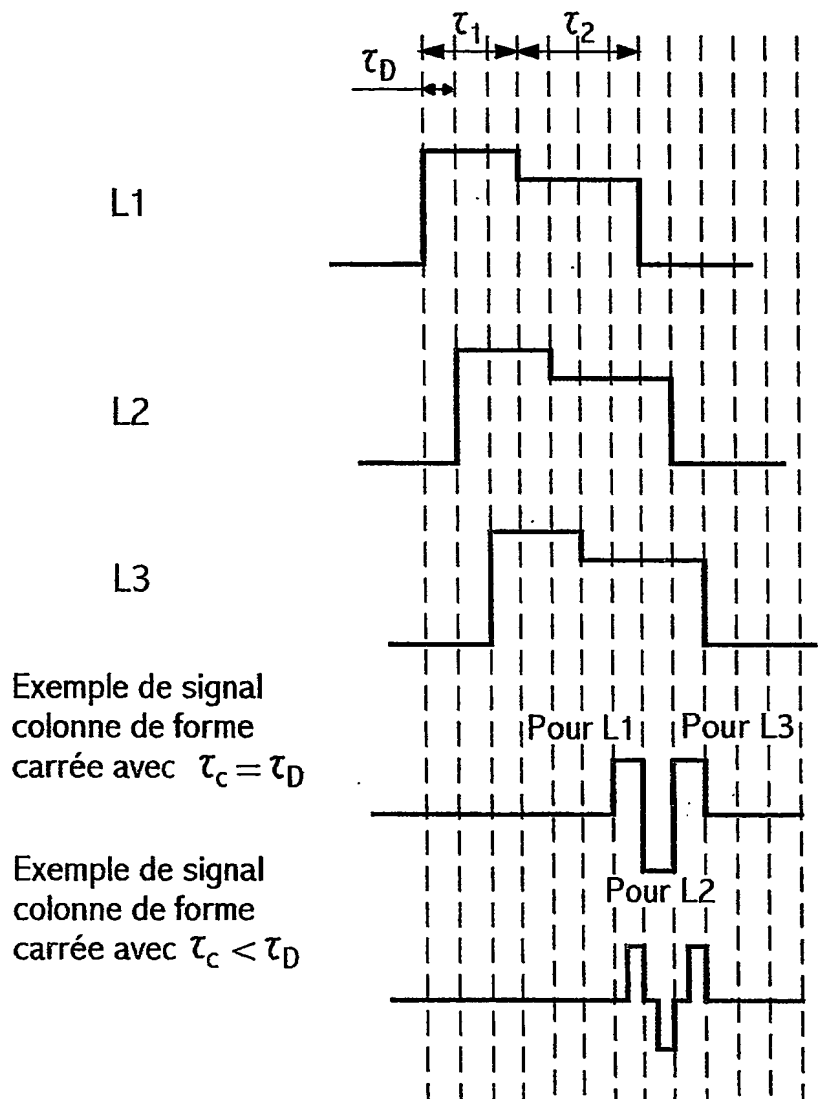 τ1 τ2
τD
L1
L2
L3
Exemple de signal
colonne de forme
carrée avec τc = τD
Pour L1 Pour L3
Exemple de signal
colonne de forme
carrée avec τc < τD
Pour L2